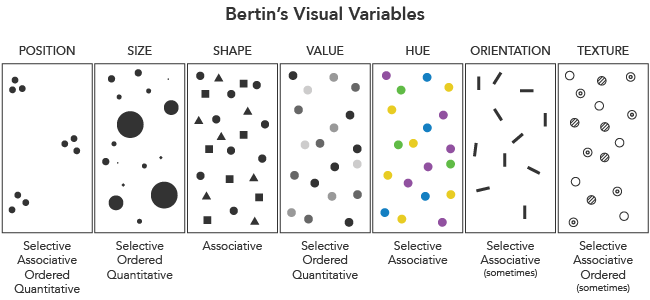 Bertin's Visual Variables
POSITION
SIZE
SHAPE
VALUE
HUE
ORIENTATION
TEXTURE
Selective
Associative
Ordered
Quantitative
Selective
Ordered
Quantitative
Associative
Selective
Ordered
Quantitative
Selective
Associative
Selective
Associative
(sometimes)
Selective
Associative
Ordered
(sometimes)